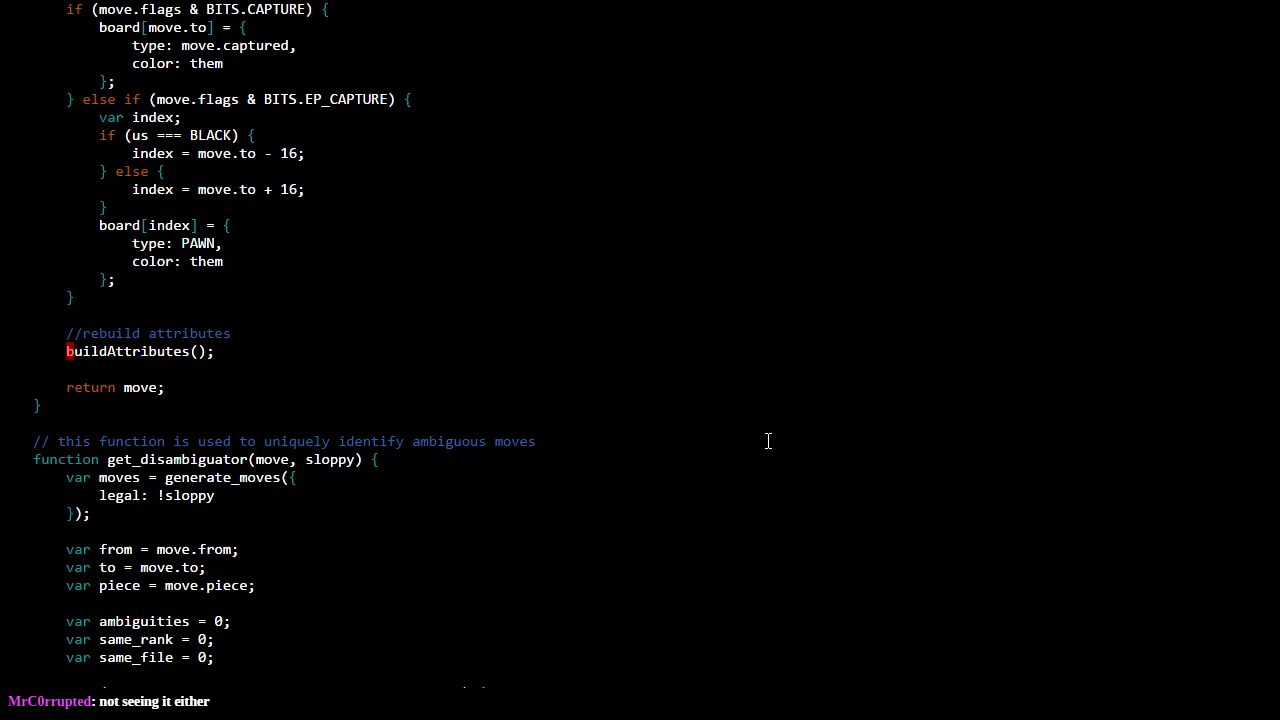 if (move.flags & BITS.CAPTURE) {
board[move.to] = {
type: move.captured,
color: them
};
} else if (move.flags & BITS.EP_CAPTURE) {
var index;
if (us === BLACK) {
index = move.to - 16;
} else {
index = move.to + 16;
}
board[index] = {
type: PAWN,
color: them
};
}
//rebuild attributes
buildAttributes();
return move;
}
// this function is used to uniquely identify ambiguous moves
function get_disambiguator(move, sloppy) {
var moves = generate_moves({
legal: !sloppy
});
var from = move.from;
var to = move.to;
var piece = move.piece;
var ambiguities = 0;
var same_rank = 0;
var same_file = 0;
MrC0rrupted: not seeing it either